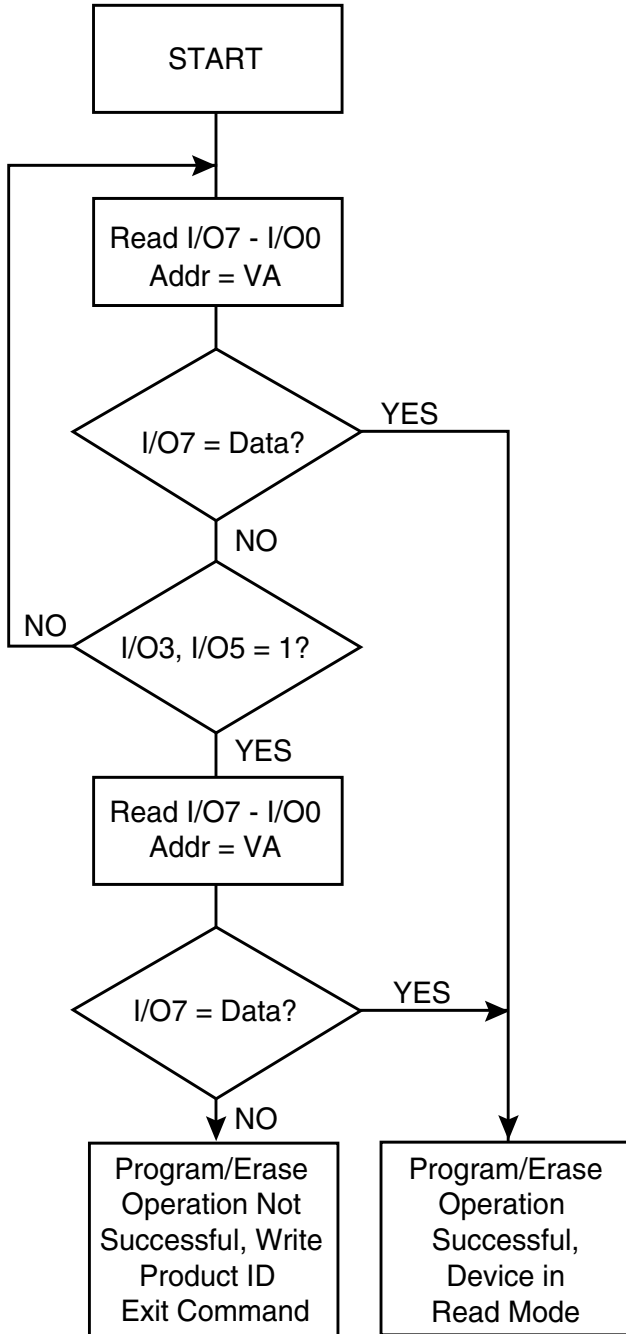 START
Read I/O7 - I/O0
Addr = VA
I/O7 = Data?
YES
NO
NO
I/O3, I/O5 = 1?
YES
Read I/O7 - I/O0
Addr = VA
I/O7 = Data?
YES
NO
Program/Erase
Operation Not
Successful, Write
Product ID
Exit Command
Program/Erase
Operation
Successful,
Device in
Read Mode